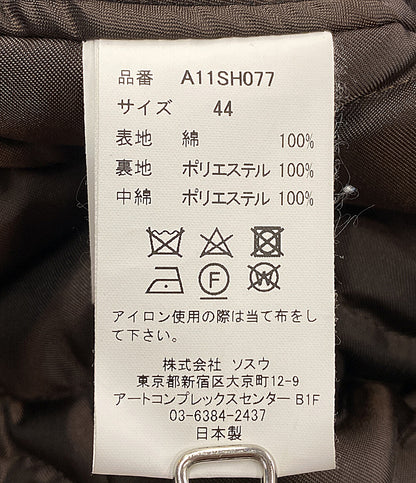 品番 A11SH077
サイズ 44
表地 綿 100%
裏地 ポリエステル 100%
中綿 ポリエステル 100%
F W
アイロン使用の際は当て布をし
て下さい。
株式会社 ソスウ
東京都新宿区大京町12-9
アートコンプレックスセンター B1F
03-6384-2437
日本製